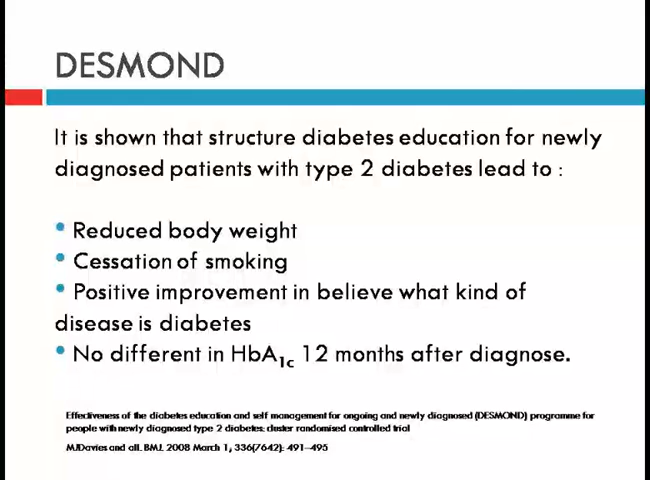 DESMOND
It is shown that structure diabetes education for newly
diagnosed patients with type 2 diabetes lead to :
• Reduced body weight
• Cessation of smoking
• Positive improvement in believe what kind of
disease is diabetes
• No different in HbA1c 12 months after diagnose.
Effectiveness of the diabetes education and self management for ongoing and newly diagnosed (DESMOND) programme for
people with newly diagnosed type 2 diabetes: cluster randomised controlled trial
MJDavies and all. BMJ. 2008 March 1; 336(7642): 491–495